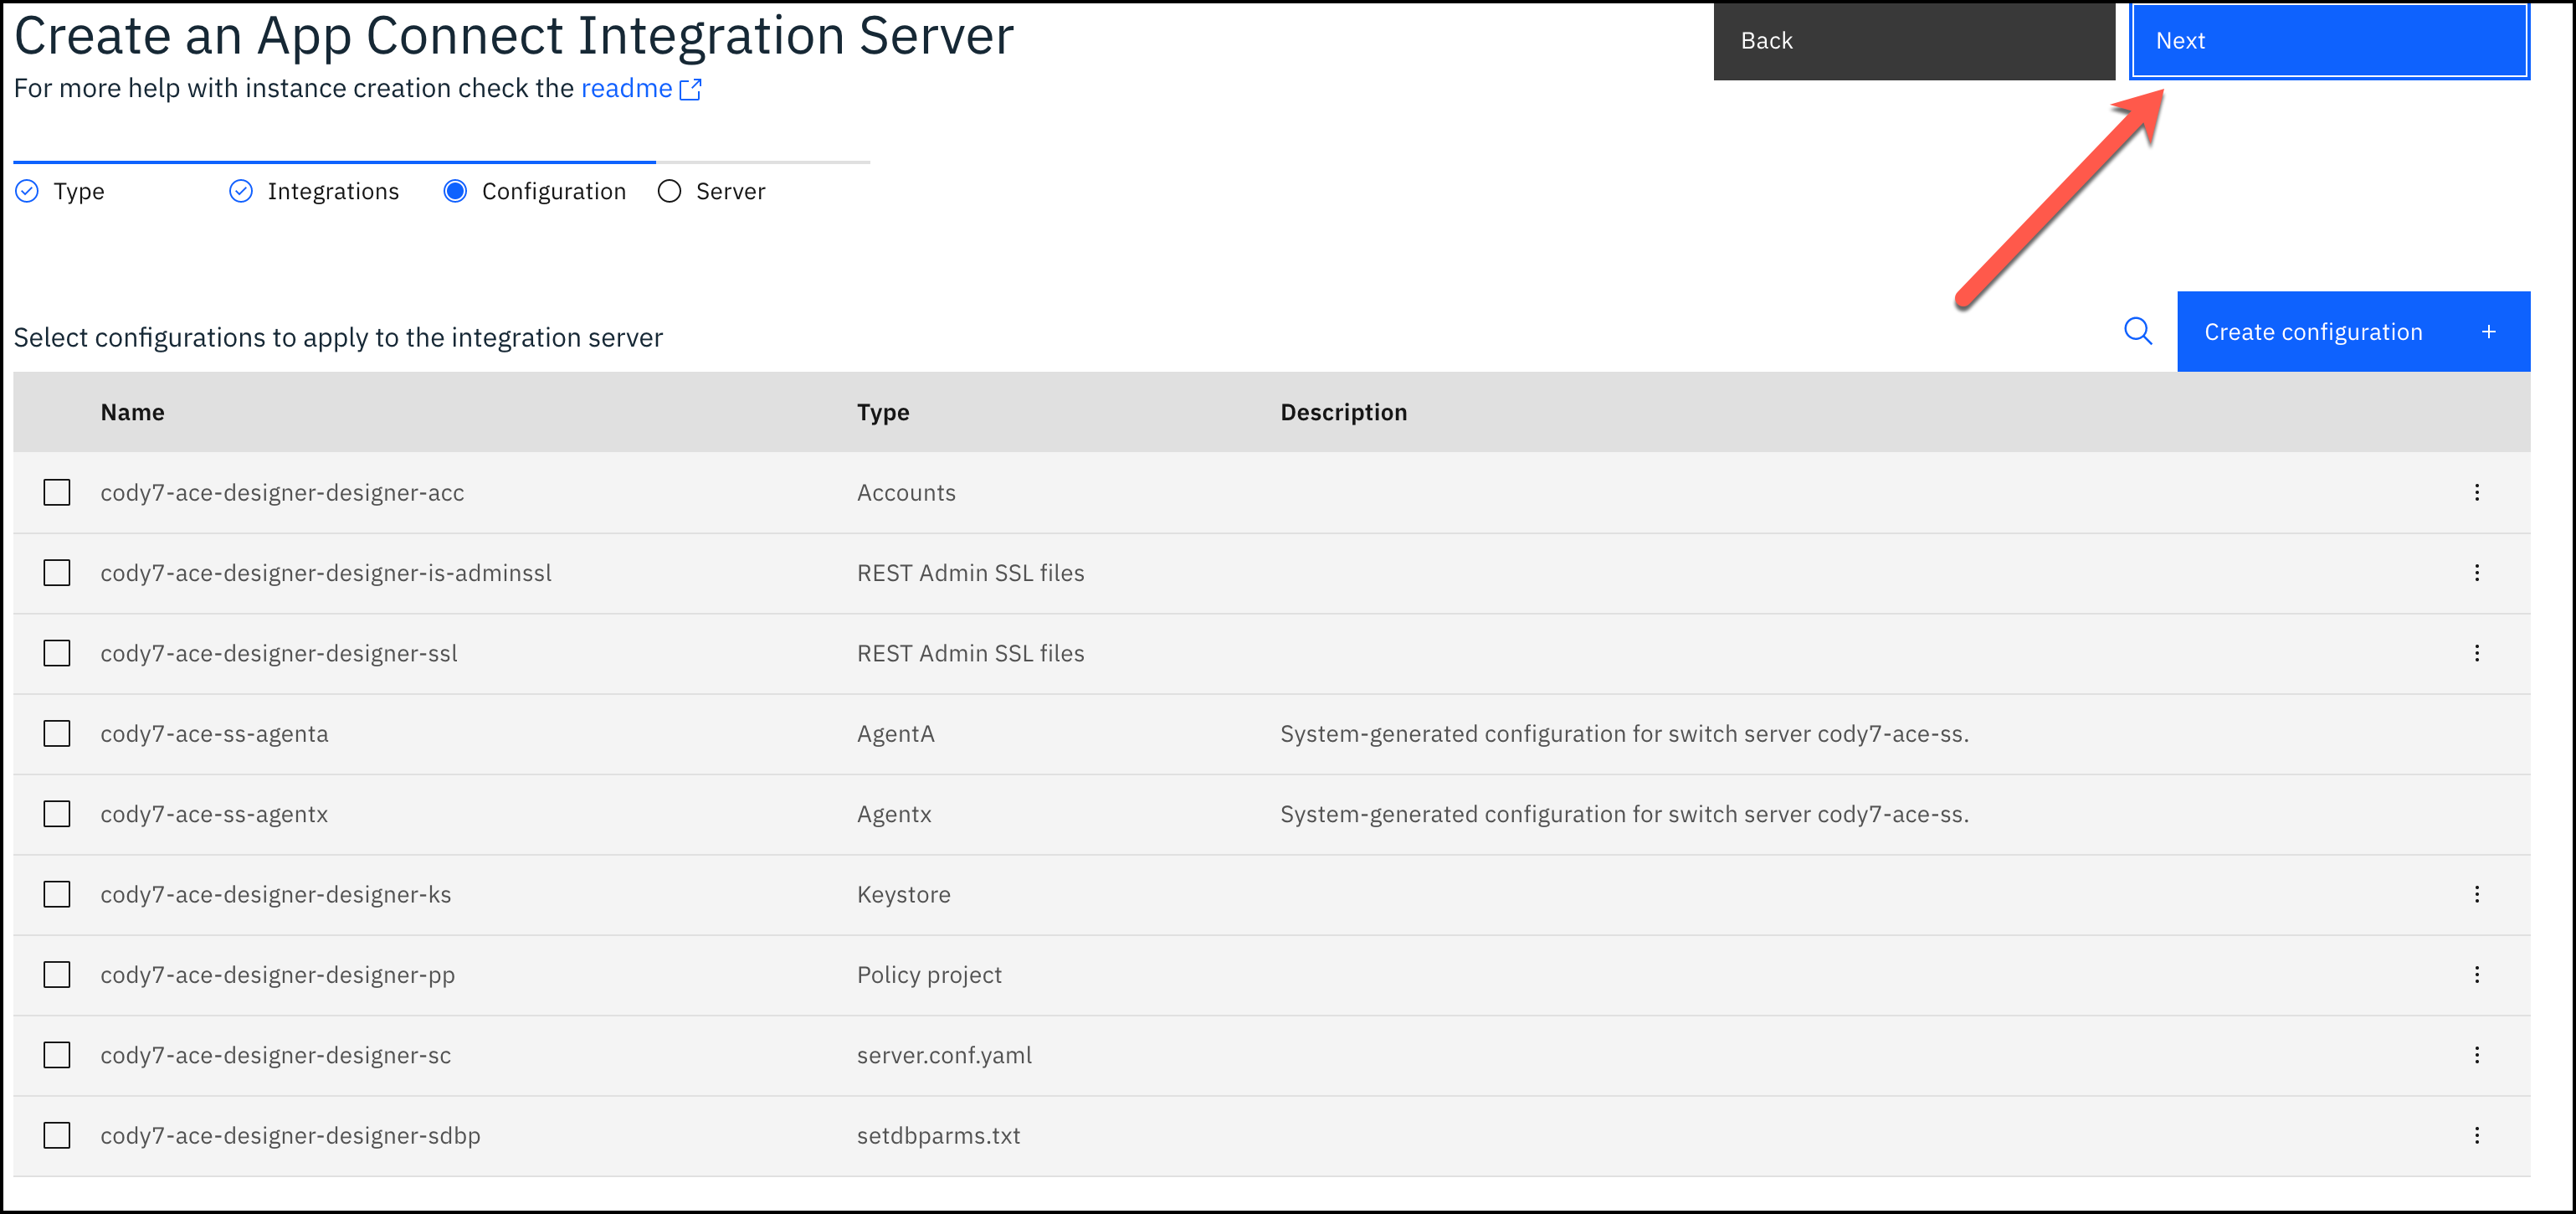 Create an App Connect Integration Server
Back
Next
For more help with instance creation check the readme
Type
Integrations
Configuration
Server
Select configurations to apply to the integration server
Create configuration +
Name Type Description
cody7-ace-designer-designer-acc Accounts
cody7-ace-designer-designer-is-adminssl REST Admin SSL files
cody7-ace-designer-designer-ssl REST Admin SSL files
cody7-ace-ss-agenta AgentA System-generated configuration for switch server cody7-ace-ss.
cody7-ace-ss-agentx Agentx System-generated configuration for switch server cody7-ace-ss.
cody7-ace-designer-designer-ks Keystore
cody7-ace-designer-designer-pp Policy project
cody7-ace-designer-designer-sc server.conf.yaml
cody7-ace-designer-designer-sdbp setdbparms.txt